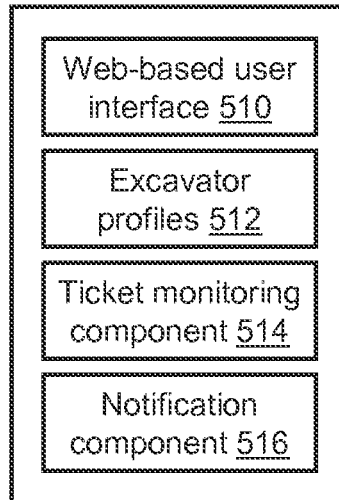 Web-based user
interface 510
Excavator
profiles 512
Ticket monitoring
component 514
Notification
component 516